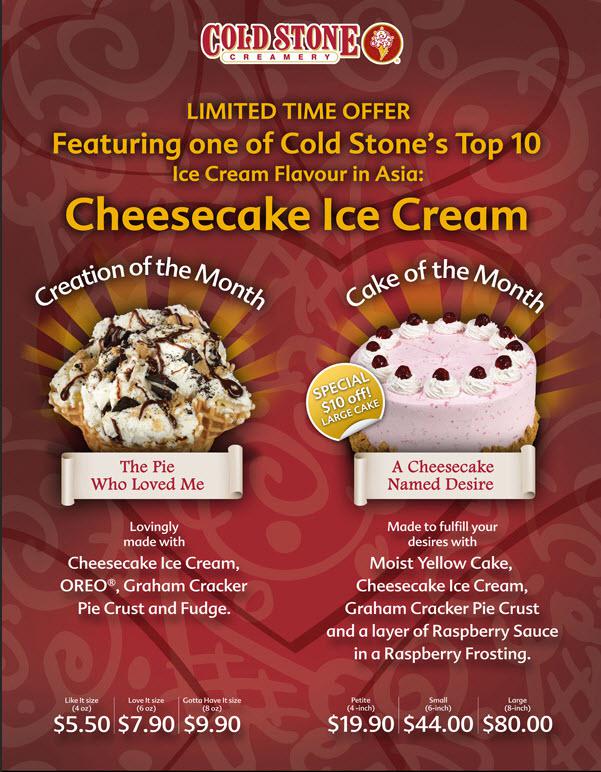 COLD STONE
CREAMERY
LIMITED TIME OFFER
Featuring one of Cold Stone's Top 10
Ice Cream Flavour in Asia:
Cheesecake Ice Cream
Creation of the Month
The Pie
Who Loved Me
Lovingly
made with
Cheesecake Ice Cream,
OREO®, Graham Cracker
Pie Crust and Fudge.
Like It size
(4 oz)
$5.50
Love It size
(6 oz)
$7.90
Gotta Have It size
(8 oz)
$9.90
Cake of the Month
SPECIAL
$10 off!
LARGE CAKE
A Cheesecake
Named Desire
Made to fulfill your
desires with
Moist Yellow Cake,
Cheesecake Ice Cream,
Graham Cracker Pie Crust
and a layer of Raspberry Sauce
in a Raspberry Frosting.
Petite
(4-inch)
$19.90
Small
(6-inch)
$44.00
Large
(8-inch)
$80.00